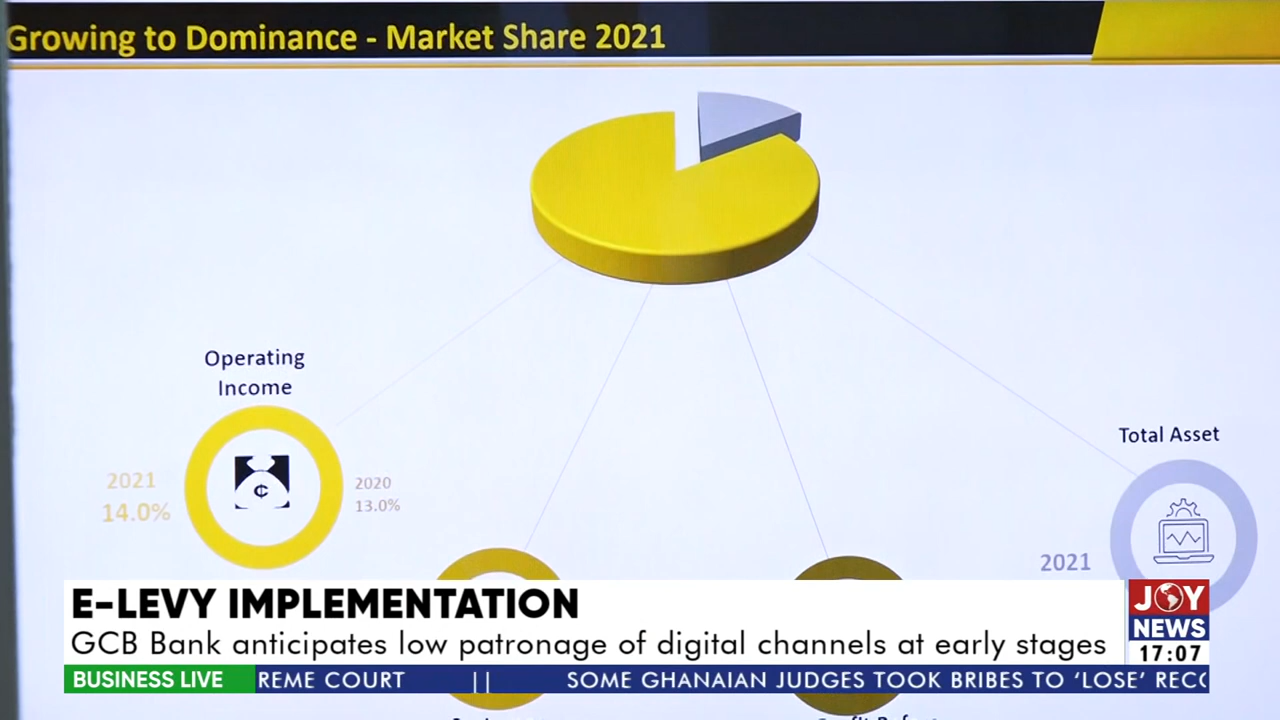 Growing to Dominance - Market Share 2021
Operating
Income
2021
14.0%
¢
2020
13.0%
Total Asset
2021
E-LEVY IMPLEMENTATION
GCB Bank anticipates low patronage of digital channels at early stages
JOY
NEWS
17:07
BUSINESS LIVE
REME COURT || SOME GHANAIAN JUDGES TOOK BRIBES TO ‘LOSE’